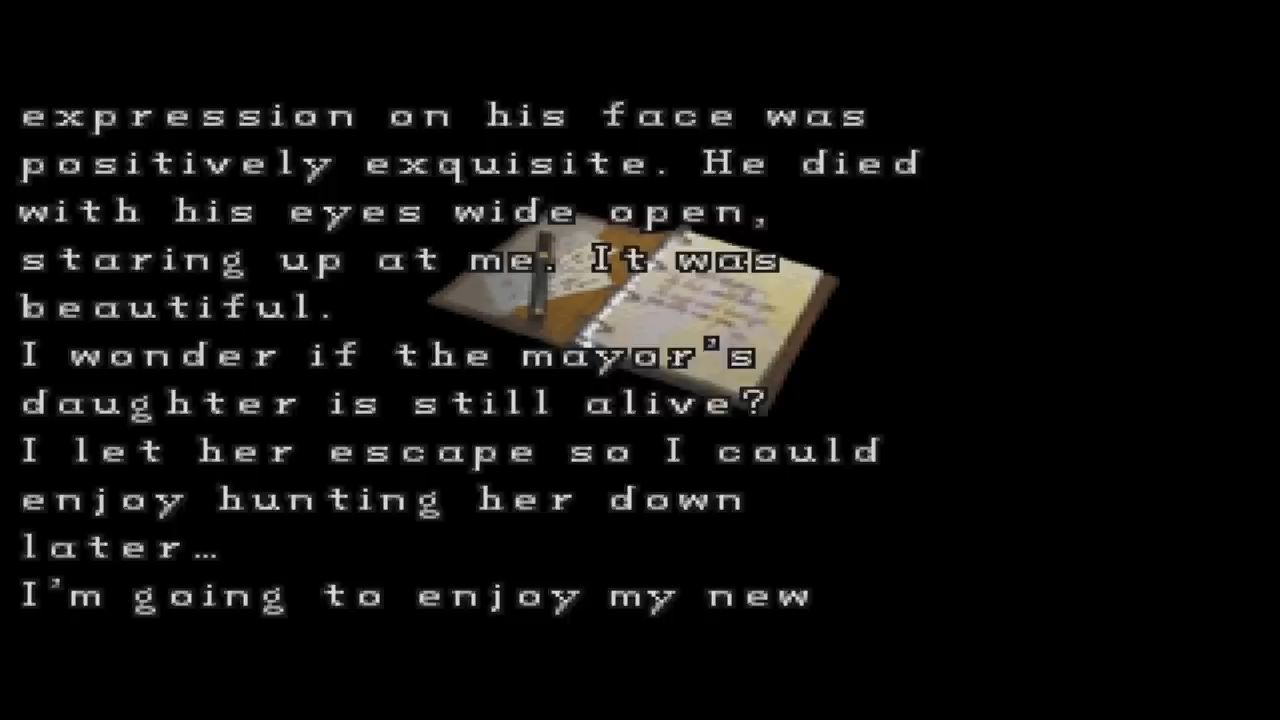 expression on his face was
positively exquisite. He died
with his eyes wide open,
staring up at me. It was
beautiful.
I wonder if the mayor's
daughter is still alive?
I let her escape so I could
enjoy hunting her down
later…
I'm going to enjoy my new